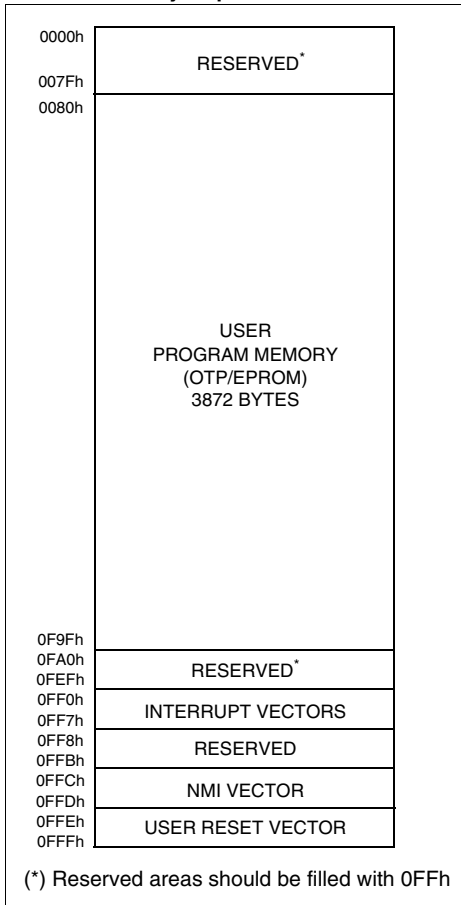 0000h
RESERVED*
007Fh
0080h
USER
PROGRAM MEMORY
(OTP/EPROM)
3872 BYTES
0F9Fh
0FA0h
RESERVED*
0FEFh
0FF0h
INTERRUPT VECTORS
0FF7h
0FF8h
RESERVED
0FFBh
0FFCh
NMI VECTOR
0FFDh
0FFEh
USER RESET VECTOR
0FFFh
(*) Reserved areas should be filled with 0FFh